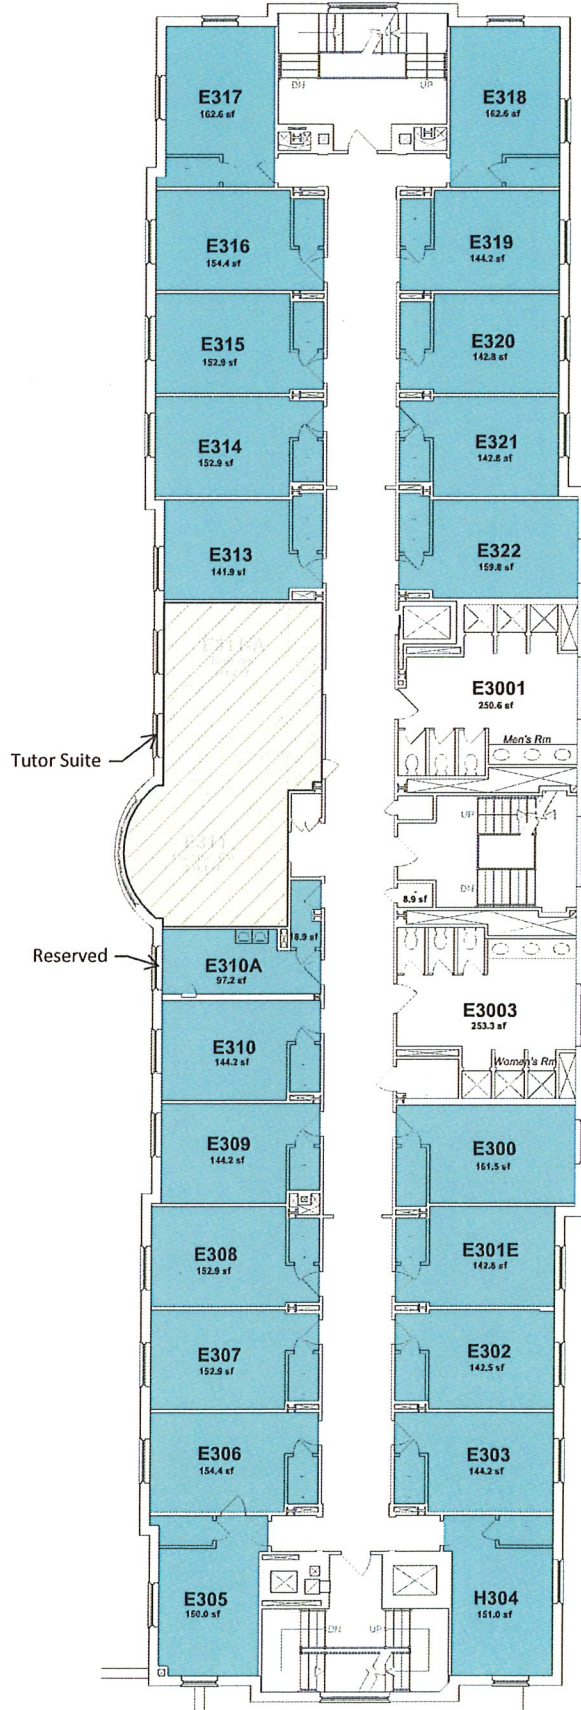 E317
162.6 sf
DN
UP
E318
162.6 sf
E316
154.4 sf
E319
144.2 sf
E315
152.9 sf
E320
142.8 sf
E314
152.9 sf
E321
142.8 sf
E313
141.9 sf
E322
159.8 sf
E3001
250.6 sf
Men's Rm
Tutor Suite
UP
DN
8.9 sf
18.9 sf
Reserved
E310A
97.2 sf
E3003
253.3 sf
Women's Rm
E310
144.2 sf
E309
144.2 sf
E300
161.5 sf
E308
152.9 sf
E301E
142.8 sf
E307
152.9 sf
E302
142.5 sf
E306
154.4 sf
E303
144.2 sf
E305
150.0 sf
H304
151.0 sf
DN
UP